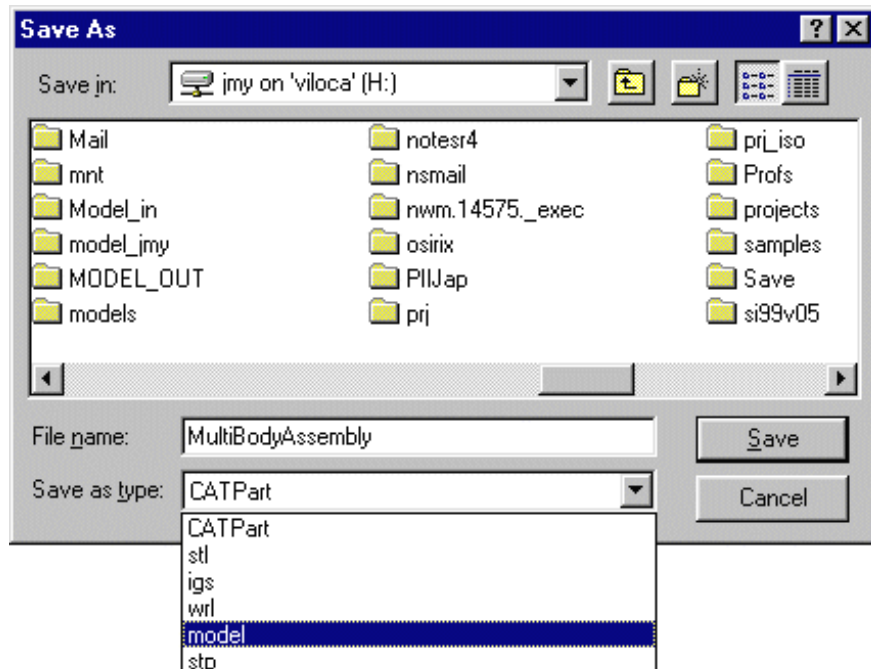 Save As
Save in: jmy on 'viloca' (H:)
Mail notesr4 prj_iso
mnt nsmail Profs
Model_in nwm.14575._exec projects
model_jmy osirix samples
MODEL_OUT PIIJap Save
models prj si99v05
File name: MultiBodyAssembly Save
Save as type: CATPart Cancel
CATPart
stl
igs
wrl
model
stp